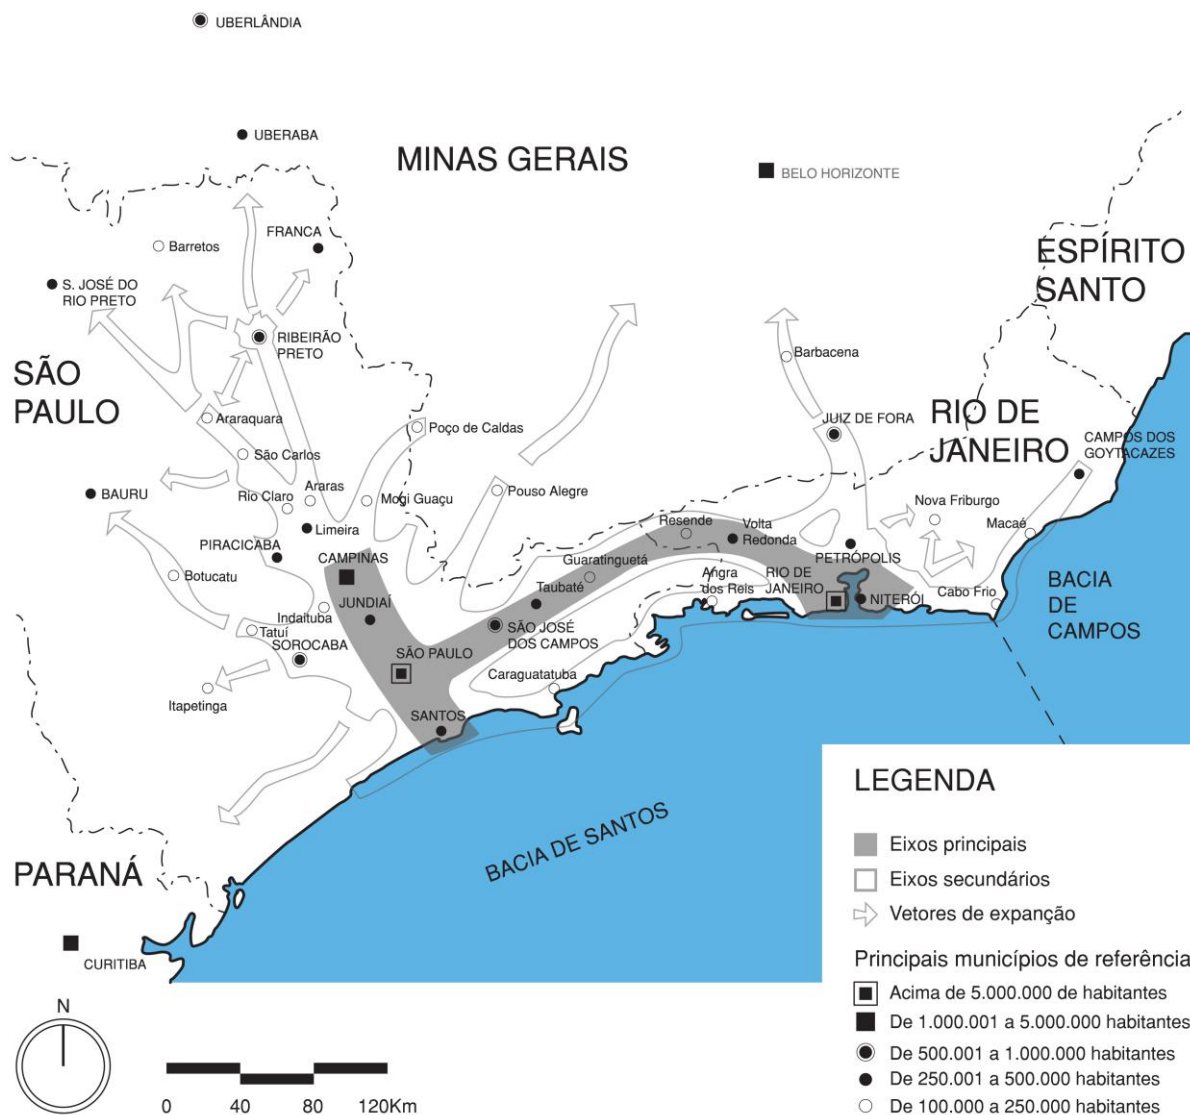 UBERLÂNDIA
UBERABA
MINAS GERAIS
BELO HORIZONTE
FRANCA
Barretos
ESPÍRITO
SANTO
S. JOSÉ DO
RIO PRETO
RIBEIRÃO
PRETO
Barbacena
SÃO
PAULO
Araraquara
Poço de Caldas
JUIZ DE FORA
RIO DE
JANEIRO
CAMPOS DOS
GOYTACAZES
São Carlos
BAURU
Rio Claro
Araras
Mogi Guaçu
Pouso Alegre
Nova Friburgo
Macaé
Limeira
Resende
Volta
Redonda
PIRACICABA
CAMPINAS
Guaratinguetá
PETRÓPOLIS
Botucatu
JUNDIAÍ
Taubaté
Angra
dos Reis
RIO DE
JANEIRO
NITERÓI
Cabo Frio
BACIA
DE
CAMPOS
Indaituba
Tatuí
SOROCABA
SÃO JOSÉ
DOS CAMPOS
SÃO PAULO
Caraguatatuba
Itapetinga
SANTOS
BACIA DE SANTOS
PARANÁ
CURITIBA
LEGENDA
Eixos principais
Eixos secundários
Vetores de expanção
Principais municípios de referência
Acima de 5.000.000 de habitantes
De 1.000.001 a 5.000.000 habitantes
De 500.001 a 1.000.000 habitantes
De 250.001 a 500.000 habitantes
De 100.000 a 250.000 habitantes
N
0 40 80 120Km